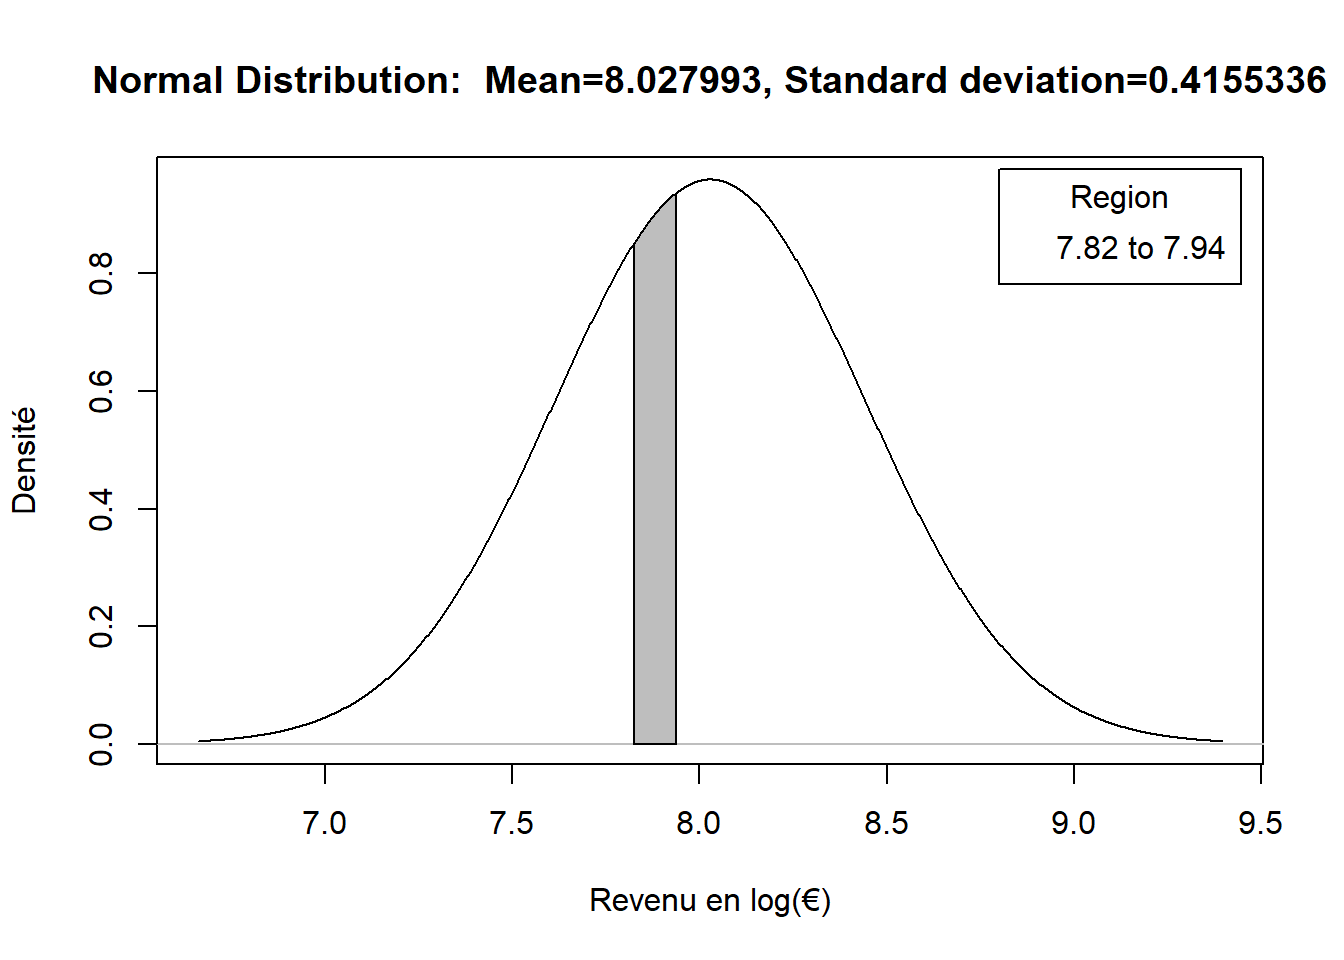 Normal Distribution:  Mean=8.027993, Standard deviation=0.4155336
Region
7.82 to 7.94
Densité
0.8
0.6
0.4
0.2
0.0
7.0 7.5 8.0 8.5 9.0 9.5
Revenu en log(€)